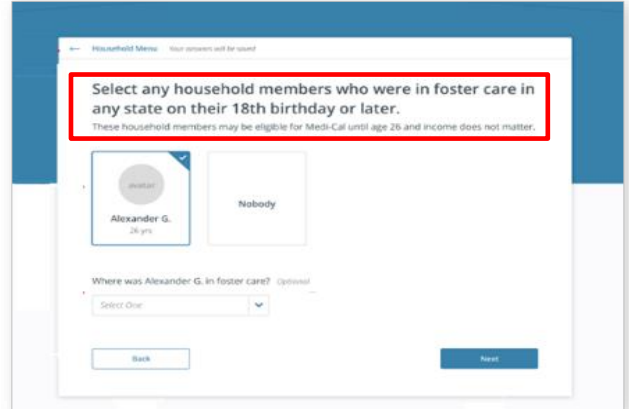 ← Household Menu Your answers will be saved
Select any household members who were in foster care in
any state on their 18th birthday or later.
These household members may be eligible for Medi-Cal until age 26 and income does not matter.
avatar
Alexander G.
26 yrs
Nobody
Where was Alexander G. in foster care? Optional
Select One
Back
Next